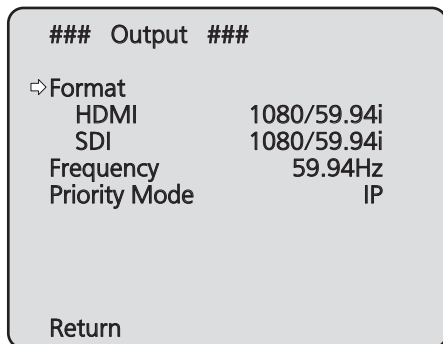 ### Output ###
⇨Format
HDMI 1080/59.94i
SDI 1080/59.94i
Frequency 59.94Hz
Priority Mode IP
Return